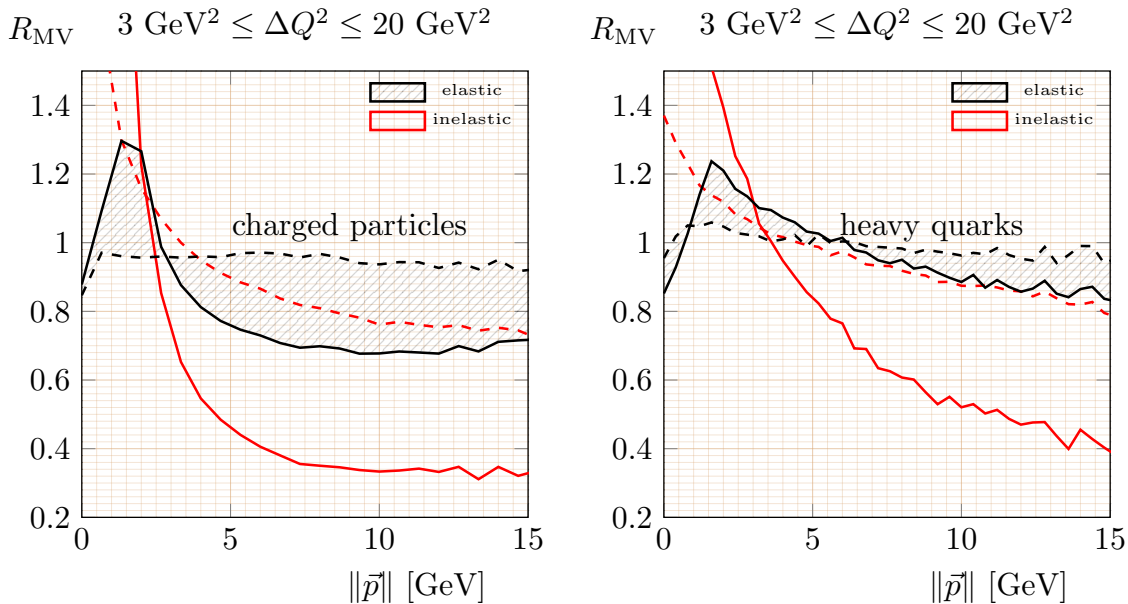 R_MV 3 GeV² ≤ ΔQ² ≤ 20 GeV²
1.4
1.2
1
0.8
0.6
0.4
0.2
0 5 10 15
elastic
inelastic
charged particles
‖p⃗‖ [GeV]
R_MV 3 GeV² ≤ ΔQ² ≤ 20 GeV²
1.4
1.2
1
0.8
0.6
0.4
0.2
0 5 10 15
elastic
inelastic
heavy quarks
‖p⃗‖ [GeV]